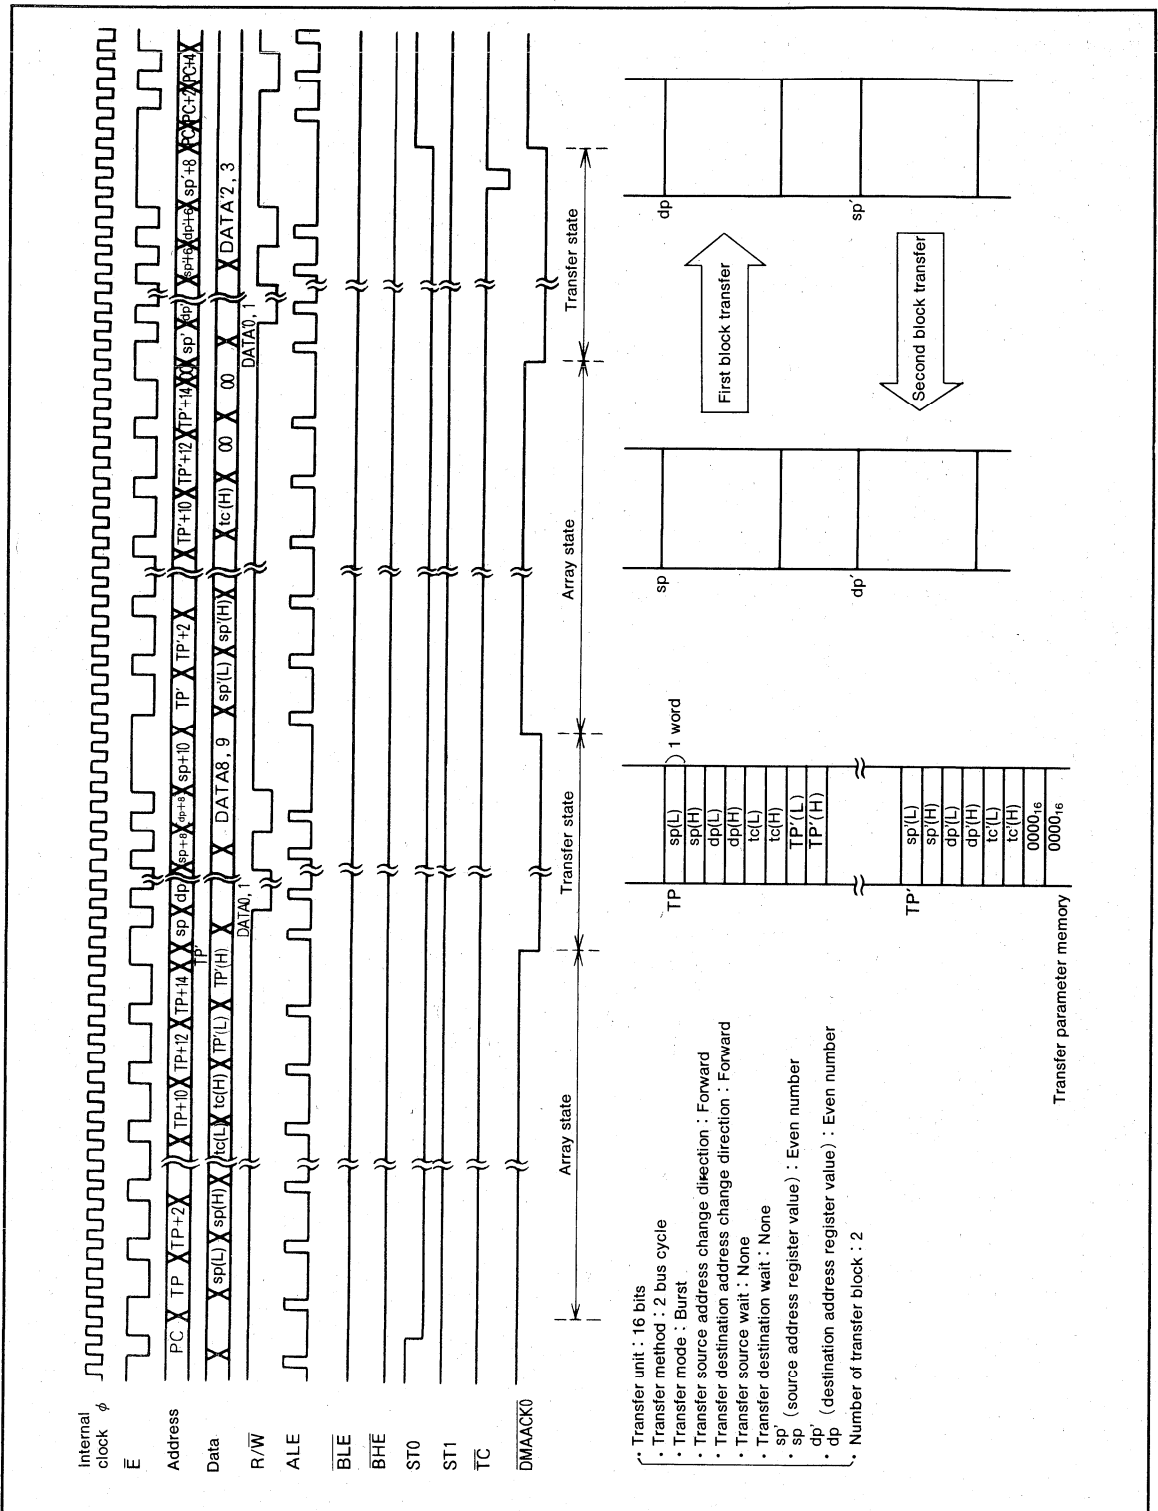 Internal
clock φ
E
Address
PC TP TP+2 TP+10 TP+12 TP+14 TP' sp dp sp+8 dp+8 sp+10 TP' TP'+2 TP'+10 TP'+12 TP'+14 00 sp' dp' sp'+6 dp'+6 sp'+8 PC PC+2 PC+4
Data
sp(L) sp(H) tc(L) tc(H) TP'(L) TP'(H) DATA0, 1 DATA8, 9 sp'(L) sp'(H) tc(H) 00 00 DATA'0, 1 DATA'2, 3
R/W
ALE
BLE
BHE
ST0
ST1
TC
DMAACK0
Array state
Transfer state
Array state
Transfer state
· Transfer unit : 16 bits
· Transfer method : 2 bus cycle
· Transfer mode : Burst
· Transfer source address change direction : Forward
· Transfer destination address change direction : Forward
· Transfer source wait : None
· Transfer destination wait : None
sp'
· sp (source address register value) : Even number
dp'
· dp (destination address register value) : Even number
· Number of transfer block : 2
TP
sp(L)
sp(H)
dp(L)
dp(H)
tc(L)
tc(H)
TP'(L)
TP'(H)
1 word
TP'
sp'(L)
sp'(H)
dp'(L)
dp'(H)
tc'(L)
tc'(H)
0000₁₆
0000₁₆
Transfer parameter memory
sp
dp'
First block transfer
Second block transfer
dp
sp'